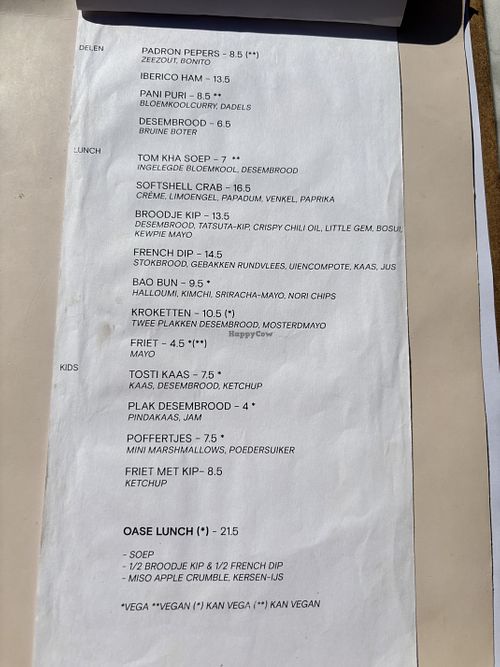 DELEN
PADRON PEPERS - 8.5 (**)
ZEEZOUT, BONITO
IBERICO HAM - 13.5
PANI PURI - 8.5 **
BLOEMKOOLCURRY, DADELS
DESEMBROOD - 6.5
BRUINE BOTER
LUNCH
TOM KHA SOEP - 7 **
INGELEGDE BLOEMKOOL, DESEMBROOD
SOFTSHELL CRAB - 16.5
CRÈME, LIMOENGEL, PAPADUM, VENKEL, PAPRIKA
BROODJE KIP - 13.5
DESEMBROOD, TATSUTA-KIP, CRISPY CHILI OIL, LITTLE GEM, BOSUI,
KEWPIE MAYO
FRENCH DIP - 14.5
STOKBROOD, GEBAKKEN RUNDVLEES, UIENCOMPOTE, KAAS, JUS
BAO BUN - 9.5 *
HALLOUMI, KIMCHI, SRIRACHA-MAYO, NORI CHIPS
KROKETTEN - 10.5 (*)
TWEE PLAKKEN DESEMBROOD, MOSTERDMAYO
HappyCow
FRIET - 4.5 *(**)
MAYO
KIDS
TOSTI KAAS - 7.5 *
KAAS, DESEMBROOD, KETCHUP
PLAK DESEMBROOD - 4 *
PINDAKAAS, JAM
POFFERTJES - 7.5 *
MINI MARSHMALLOWS, POEDERSUIKER
FRIET MET KIP- 8.5
KETCHUP
OASE LUNCH (*) - 21.5
- SOEP
- 1/2 BROODJE KIP & 1/2 FRENCH DIP
- MISO APPLE CRUMBLE, KERSEN-IJS
*VEGA **VEGAN (*) KAN VEGA (**) KAN VEGAN